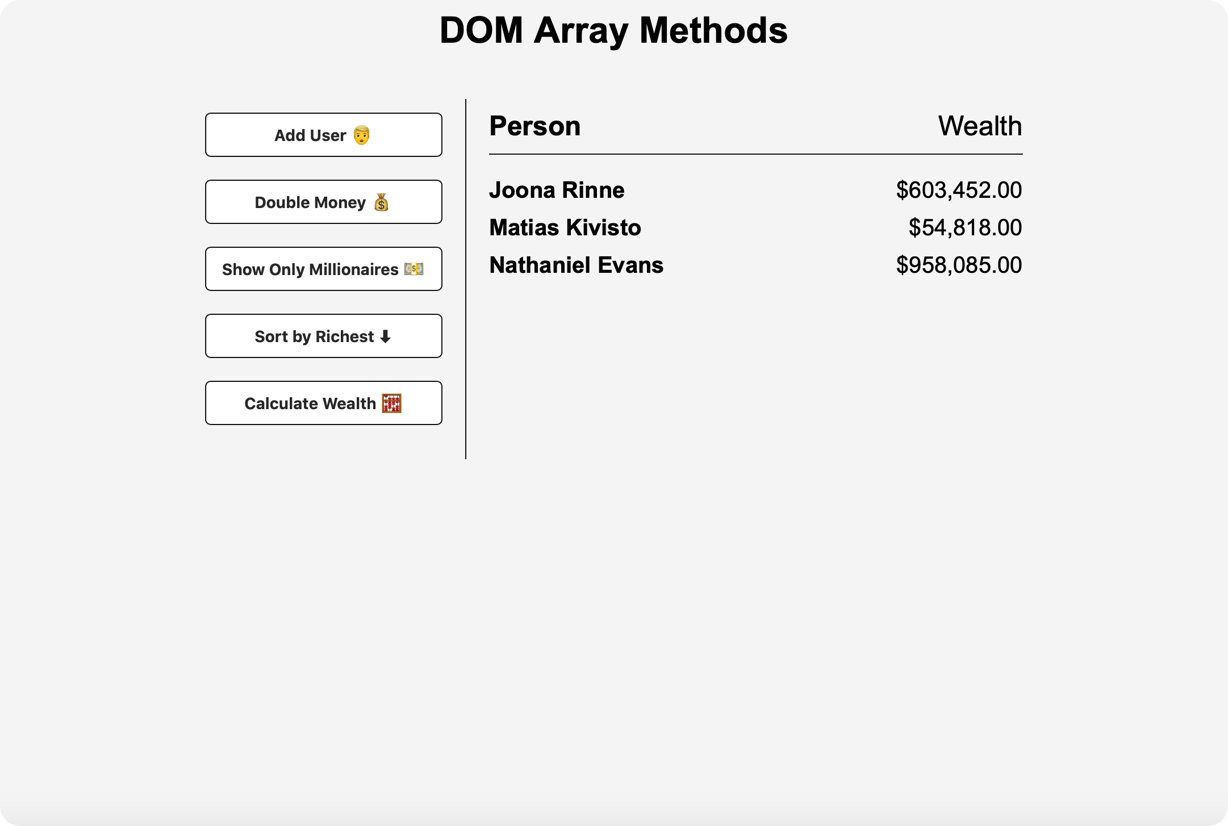 DOM Array Methods
Add User 👨
Double Money 💰
Show Only Millionaires 💵
Sort by Richest ⬇
Calculate Wealth 🧮
Person Wealth
Joona Rinne $603,452.00
Matias Kivisto $54,818.00
Nathaniel Evans $958,085.00